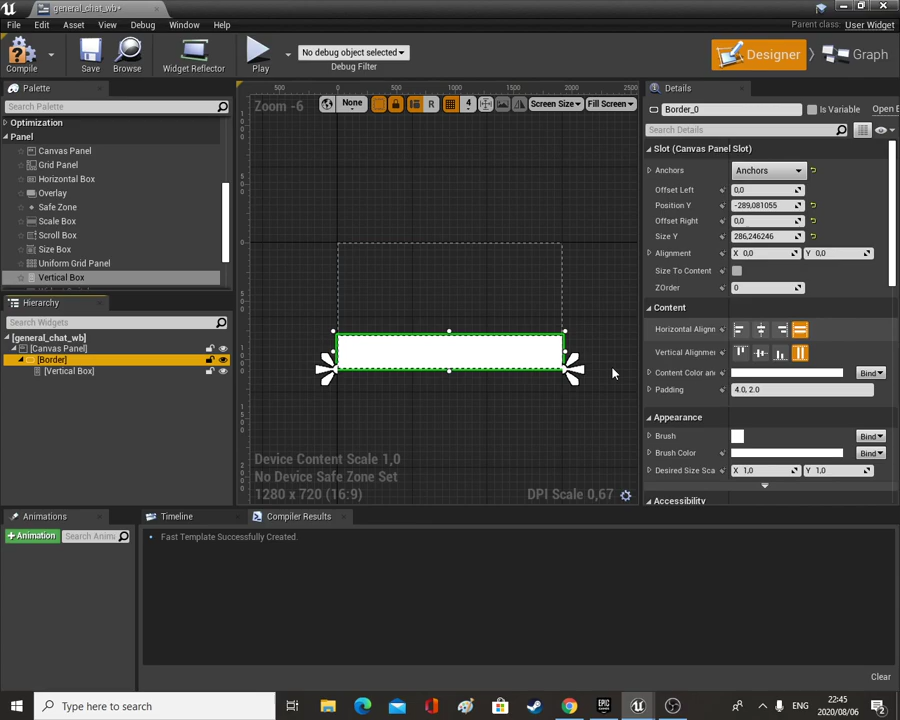 general_chat_wb*
File Edit Asset View Debug Window Help
Parent class: User Widget
Compile Save Browse Widget Reflector Play
No debug object selected
Debug Filter
Designer Graph
Palette
Search Palette
Optimization
Panel
Canvas Panel
Grid Panel
Horizontal Box
Overlay
Safe Zone
Scale Box
Scroll Box
Size Box
Uniform Grid Panel
Vertical Box
Hierarchy
Search Widgets
[general_chat_wb]
[Canvas Panel]
[Border]
[Vertical Box]
Zoom -6
None R 4 Screen Size Fill Screen
500 0 500 1000 1500 2000 2500
Device Content Scale 1,0
No Device Safe Zone Set
1280 x 720 (16:9)
DPI Scale 0,67
Details
Border_0 Is Variable Open E
Search Details
Slot (Canvas Panel Slot)
Anchors Anchors
Offset Left 0,0
Position Y -289,081055
Offset Right 0,0
Size Y 286,246246
Alignment X 0,0 Y 0,0
Size To Content
ZOrder 0
Content
Horizontal Alignn
Vertical Alignme
Content Color an Bind
Padding 4.0, 2.0
Appearance
Brush Bind
Brush Color Bind
Desired Size Sca X 1,0 Y 1,0
Accessibility
Animations
+Animation Search Anima
Timeline Compiler Results
Fast Template Successfully Created.
Clear
Type here to search
ENG
22:45
2020/08/06
2